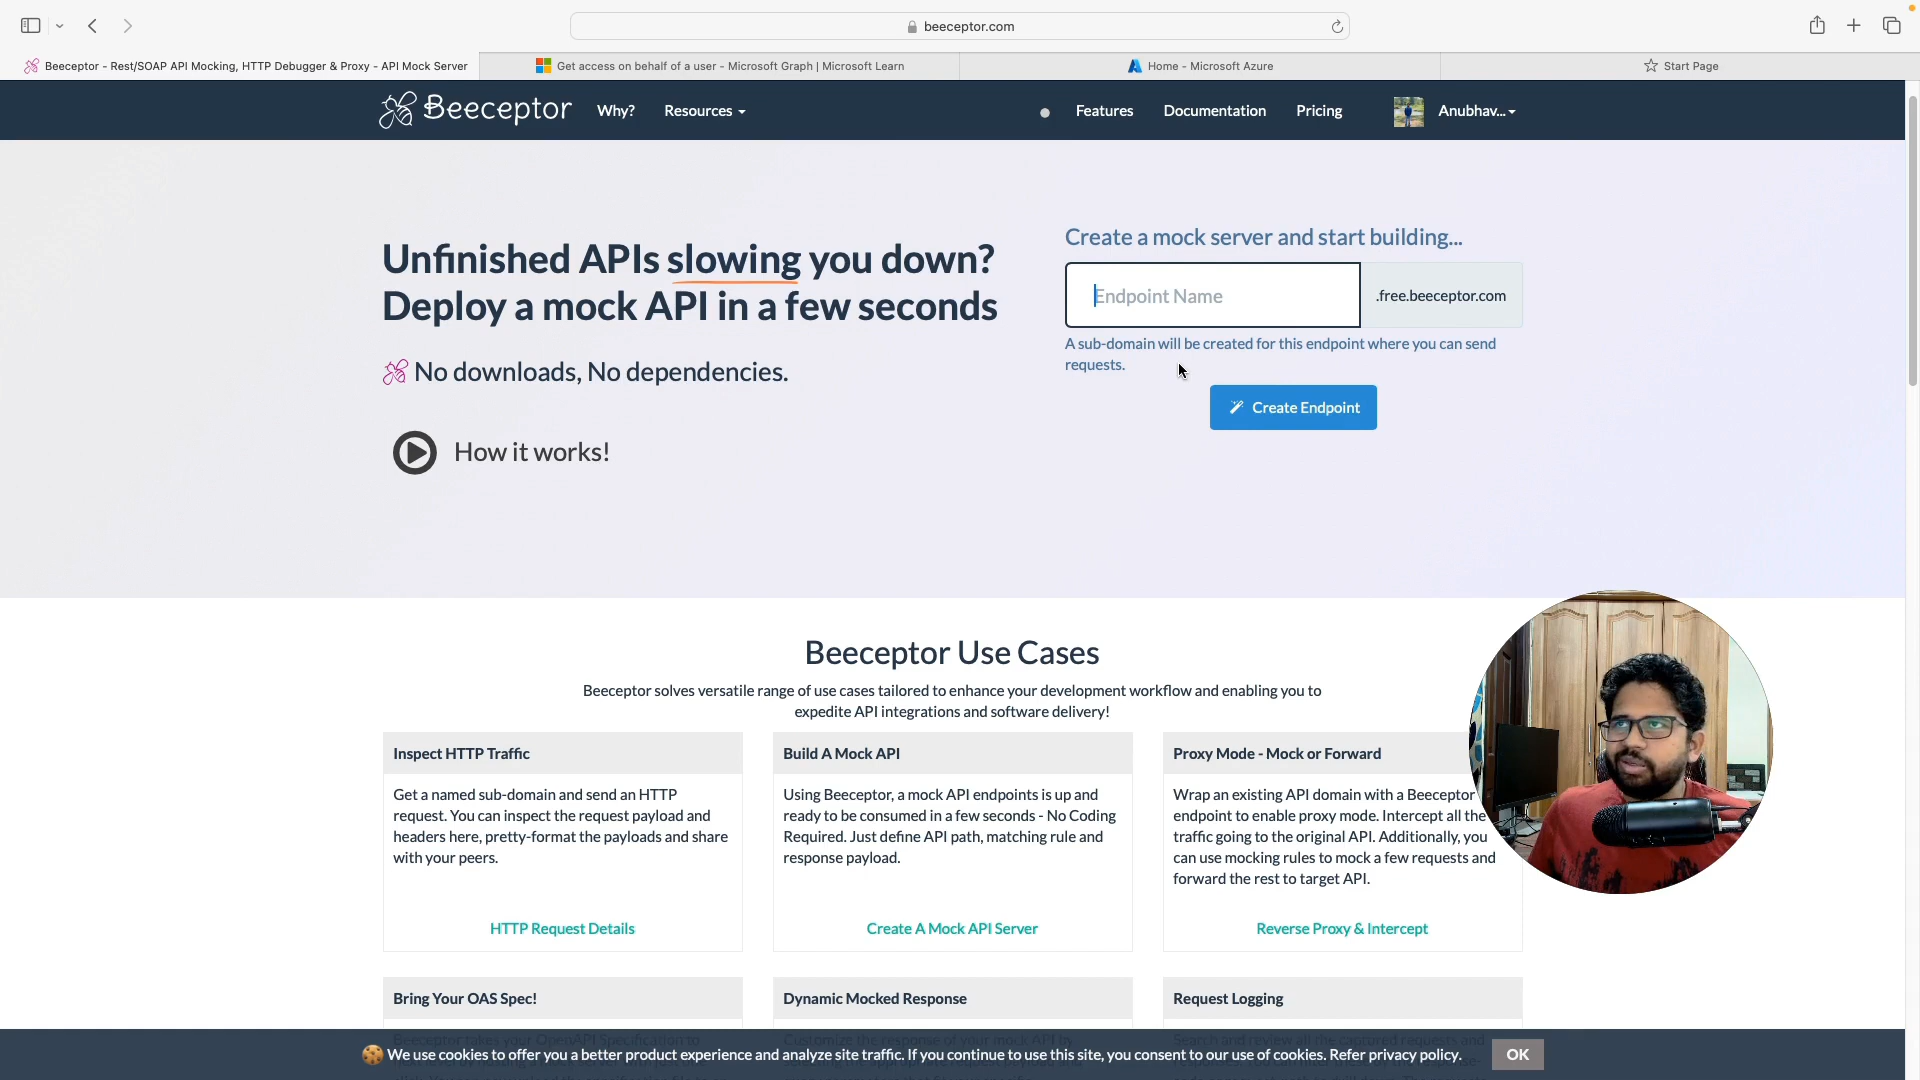 beeceptor.com
Beeceptor - Rest/SOAP API Mocking, HTTP Debugger & Proxy - API Mock Server
Get access on behalf of a user - Microsoft Graph | Microsoft Learn
Home - Microsoft Azure
Start Page
Beeceptor
Why?
Resources
Features
Documentation
Pricing
Anubhav...
Unfinished APIs slowing you down?
Deploy a mock API in a few seconds
No downloads, No dependencies.
How it works!
Create a mock server and start building...
Endpoint Name
.free.beeceptor.com
A sub-domain will be created for this endpoint where you can send
requests.
Create Endpoint
Beeceptor Use Cases
Beeceptor solves versatile range of use cases tailored to enhance your development workflow and enabling you to
expedite API integrations and software delivery!
Inspect HTTP Traffic
Get a named sub-domain and send an HTTP
request. You can inspect the request payload and
headers here, pretty-format the payloads and share
with your peers.
HTTP Request Details
Build A Mock API
Using Beeceptor, a mock API endpoints is up and
ready to be consumed in a few seconds - No Coding
Required. Just define API path, matching rule and
response payload.
Create A Mock API Server
Proxy Mode - Mock or Forward
Wrap an existing API domain with a Beeceptor
endpoint to enable proxy mode. Intercept all the
traffic going to the original API. Additionally, you
can use mocking rules to mock a few requests and
forward the rest to target API.
Reverse Proxy & Intercept
Bring Your OAS Spec!
Dynamic Mocked Response
Request Logging
We use cookies to offer you a better product experience and analyze site traffic. If you continue to use this site, you consent to our use of cookies. Refer privacy policy.
OK